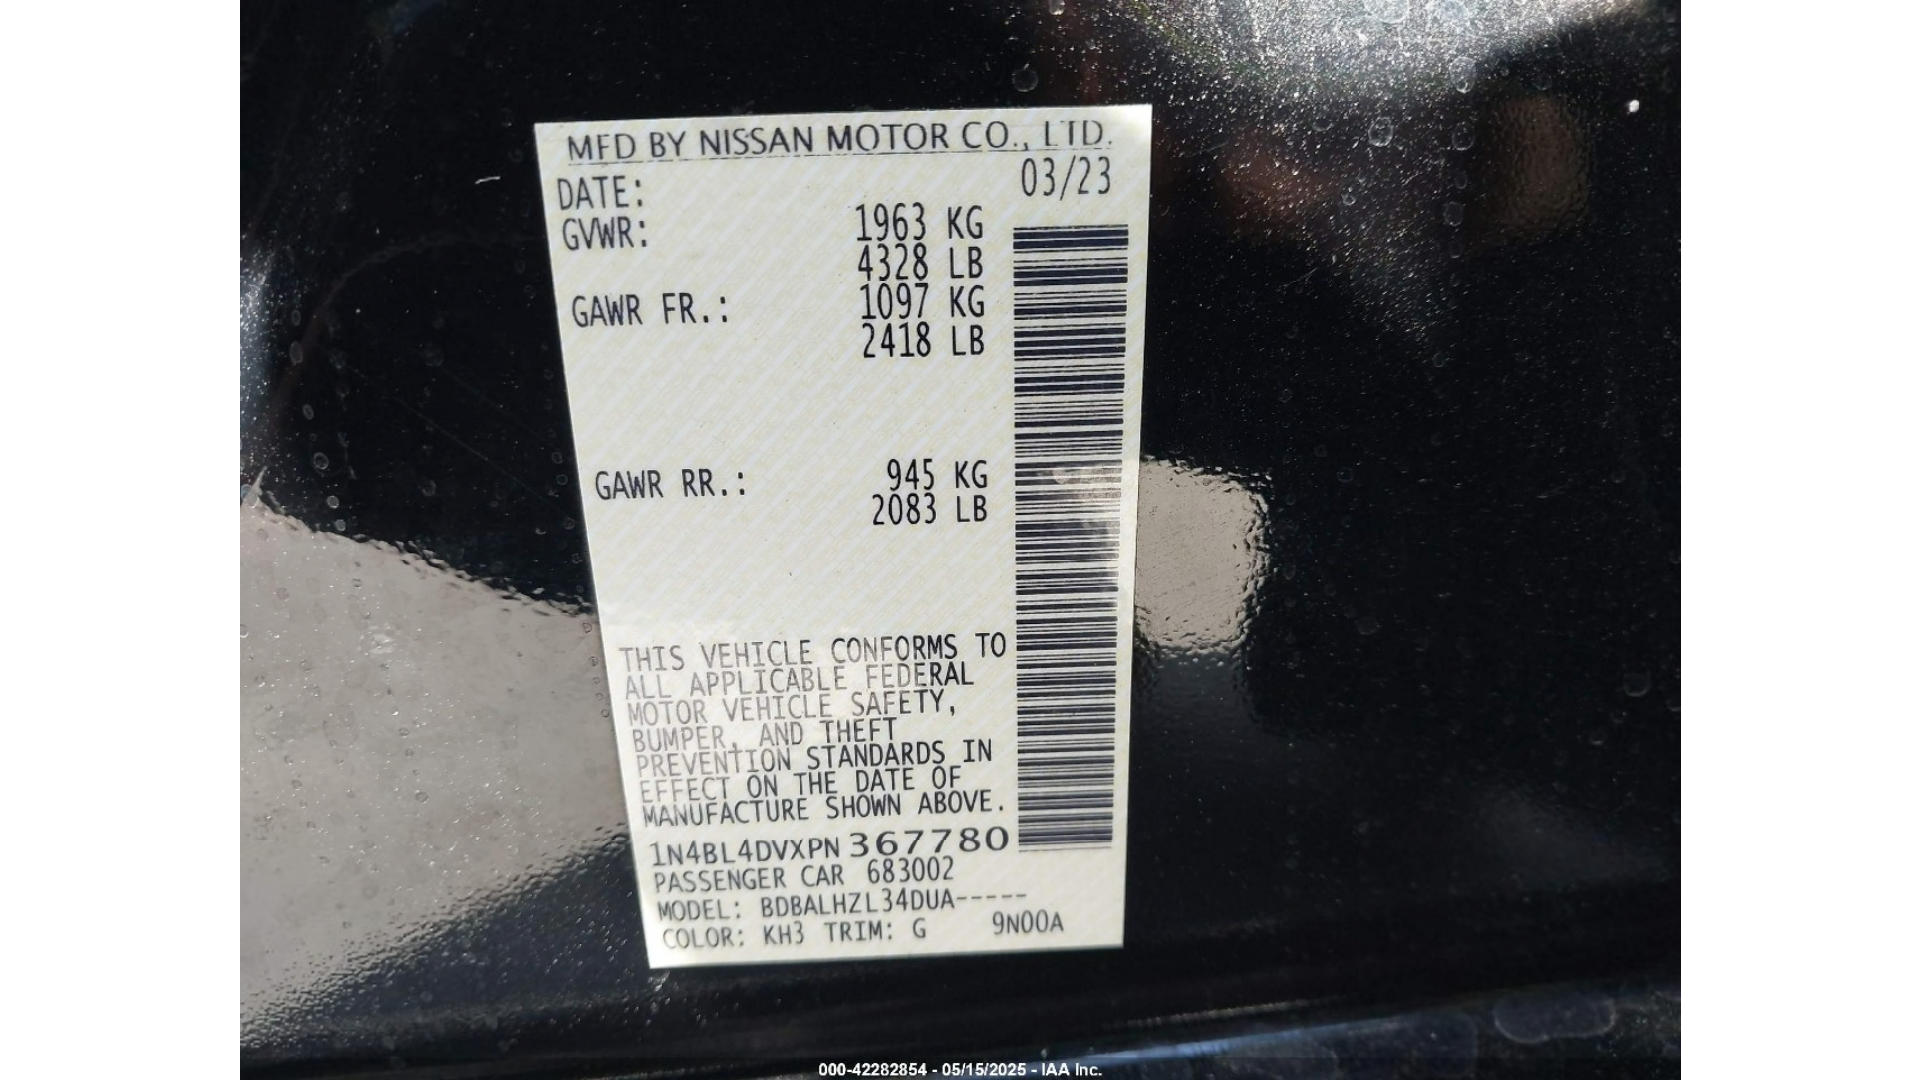 MFD BY NISSAN MOTOR CO., LTD.
DATE: 03/23
GVWR: 1963 KG
4328 LB
GAWR FR.: 1097 KG
2418 LB
GAWR RR.: 945 KG
2083 LB
THIS VEHICLE CONFORMS TO
ALL APPLICABLE FEDERAL
MOTOR VEHICLE SAFETY,
BUMPER, AND THEFT
PREVENTION STANDARDS IN
EFFECT ON THE DATE OF
MANUFACTURE SHOWN ABOVE.
1N4BL4DVXPN367780
PASSENGER CAR 683002
MODEL: BDBALHZL34DUA-----
COLOR: KH3 TRIM: G 9N00A
000-42282854 - 05/15/2025 - IAA Inc.